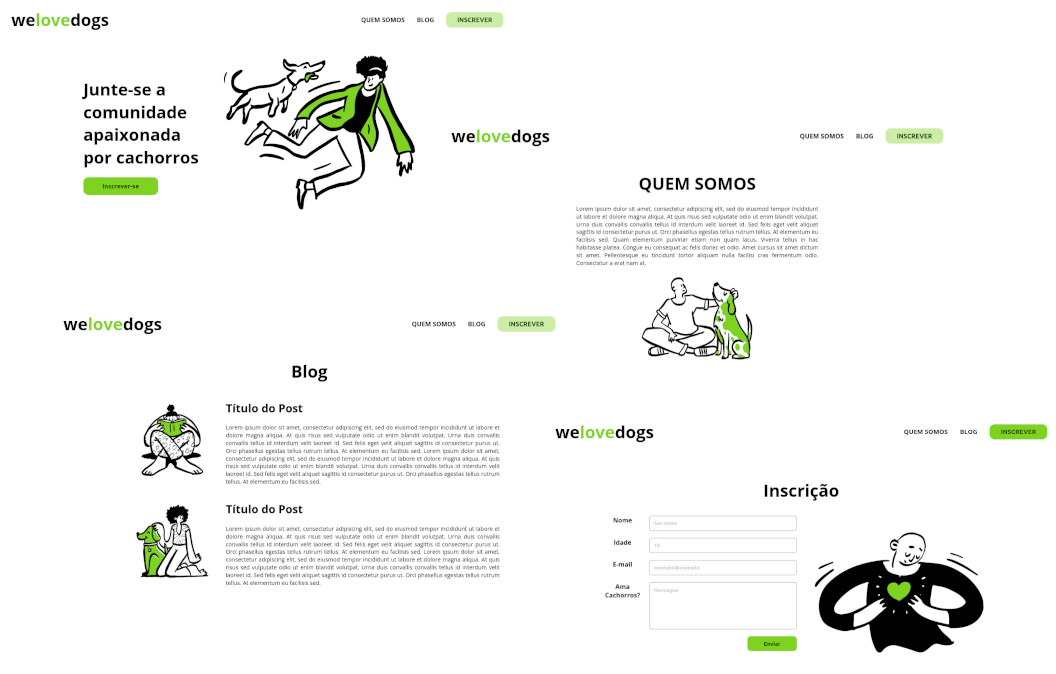 welovedogs
QUEM SOMOS BLOG INSCREVER
Junte-se a
comunidade
apaixonada
por cachorros
Inscrever-se
welovedogs
QUEM SOMOS BLOG INSCREVER
QUEM SOMOS
Lorem ipsum dolor sit amet, consectetur adipiscing elit, sed do eiusmod tempor incididunt
ut labore et dolore magna aliqua. At quis risus sed vulputate odio ut enim blandit volutpat.
Urna duis convallis convallis tellus id interdum velit laoreet id. Sed felis eget velit aliquet
sagittis id consectetur purus ut. Orci phasellus egestas tellus rutrum tellus. At elementum eu
facilisis sed. Quam elementum pulvinar etiam non quam lacus. Viverra tellus in hac
habitasse platea. Congue eu consequat ac felis donec et odio. Amet cursus sit amet dictum
sit amet. Pellentesque eu tincidunt tortor aliquam nulla facilisi cras fermentum odio.
Consectetur a erat nam at.
welovedogs
QUEM SOMOS BLOG INSCREVER
Blog
Título do Post
Lorem ipsum dolor sit amet, consectetur adipiscing elit, sed do eiusmod tempor incididunt ut labore et
dolore magna aliqua. At quis risus sed vulputate odio ut enim blandit volutpat. Urna duis convallis
convallis tellus id interdum velit laoreet id. Sed felis eget velit aliquet sagittis id consectetur purus ut.
Orci phasellus egestas tellus rutrum tellus. At elementum eu facilisis sed. Lorem ipsum dolor sit amet,
consectetur adipiscing elit, sed do eiusmod tempor incididunt ut labore et dolore magna aliqua. At quis
risus sed vulputate odio ut enim blandit volutpat. Urna duis convallis convallis tellus id interdum velit
laoreet id. Sed felis eget velit aliquet sagittis id consectetur purus ut. Orci phasellus egestas tellus rutrum
tellus. At elementum eu facilisis sed.
Título do Post
Lorem ipsum dolor sit amet, consectetur adipiscing elit, sed do eiusmod tempor incididunt ut labore et
dolore magna aliqua. At quis risus sed vulputate odio ut enim blandit volutpat. Urna duis convallis
convallis tellus id interdum velit laoreet id. Sed felis eget velit aliquet sagittis id consectetur purus ut.
Orci phasellus egestas tellus rutrum tellus. At elementum eu facilisis sed. Lorem ipsum dolor sit amet,
consectetur adipiscing elit, sed do eiusmod tempor incididunt ut labore et dolore magna aliqua. At quis
risus sed vulputate odio ut enim blandit volutpat. Urna duis convallis convallis tellus id interdum velit
laoreet id. Sed felis eget velit aliquet sagittis id consectetur purus ut. Orci phasellus egestas tellus rutrum
tellus. At elementum eu facilisis sed.
welovedogs
QUEM SOMOS BLOG INSCREVER
Inscrição
Nome Seu nome
Idade
E-mail exemplo@exemplo
Ama
Cachorros?
Mensagem
Enviar